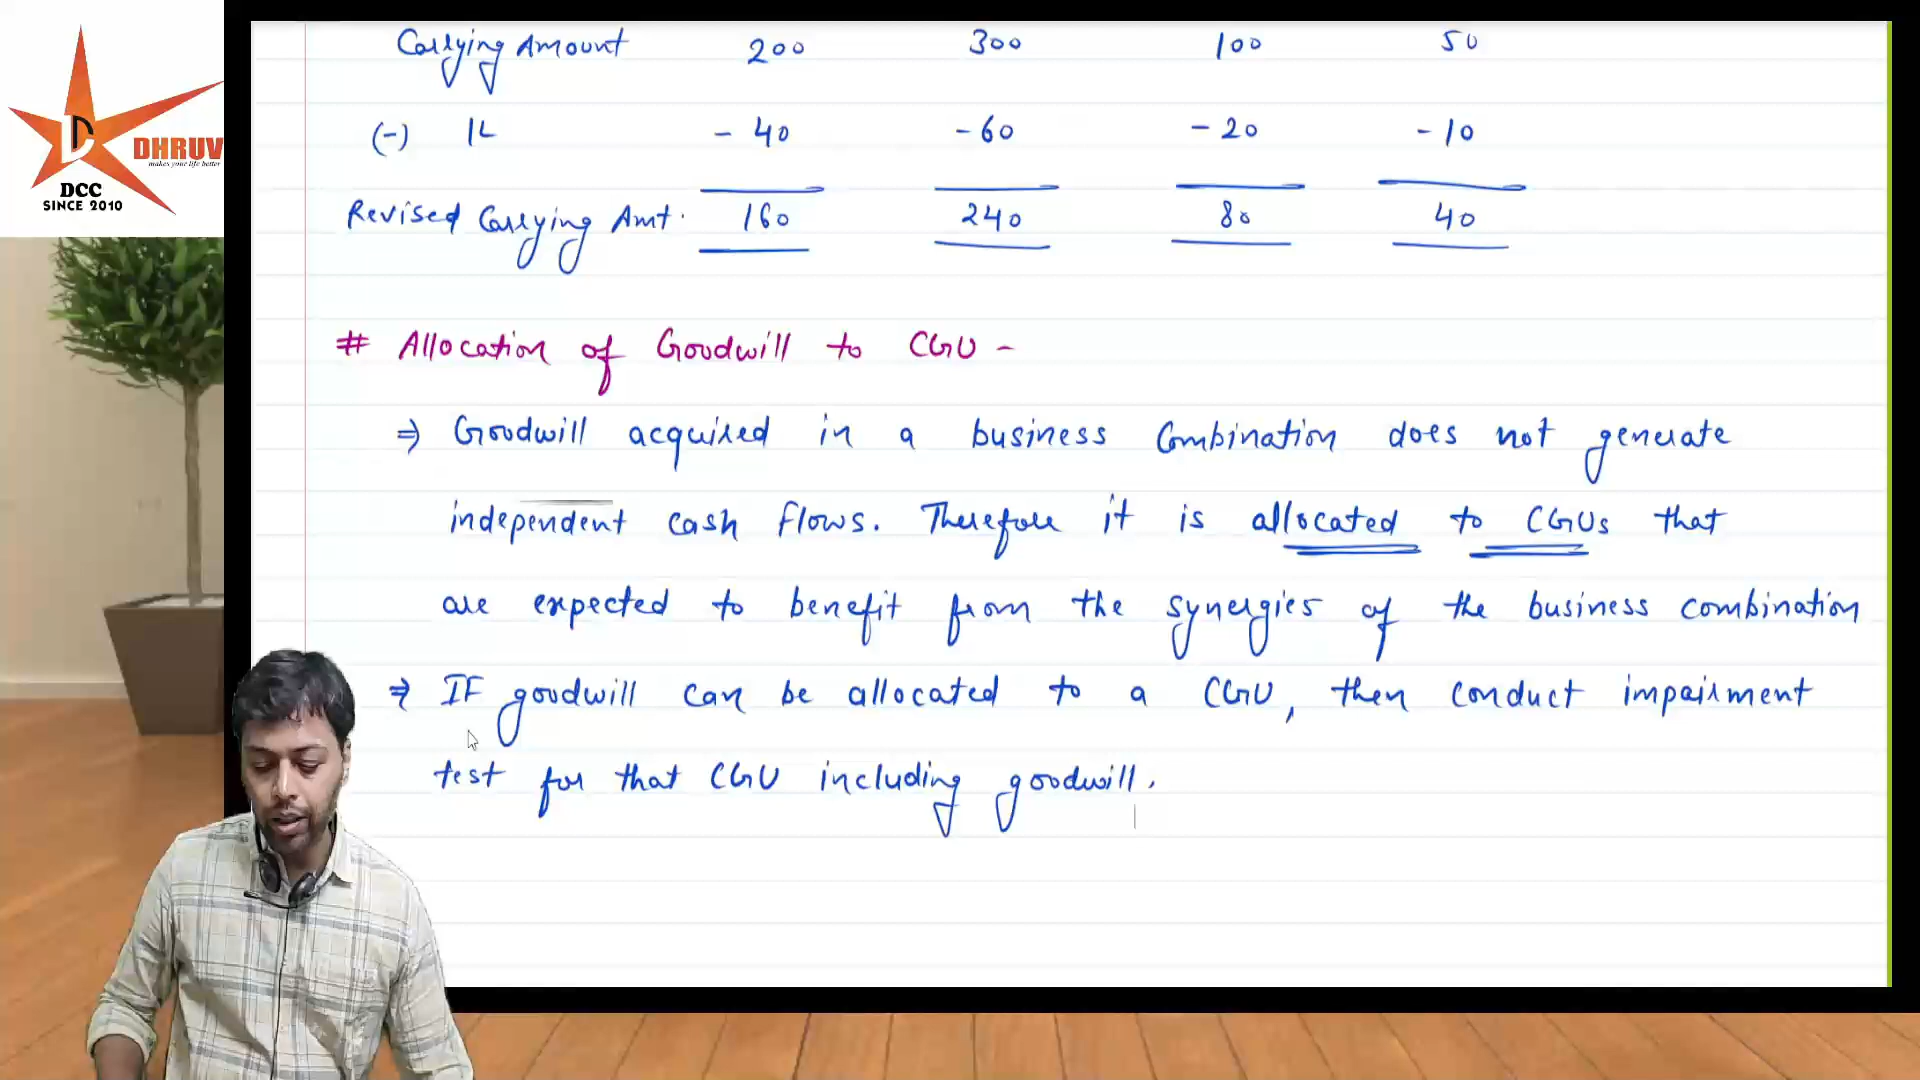 Carrying Amount 200 300 100 50
(-) IL - 40 - 60 - 20 - 10
Revised Carrying Amt. 160 240 80 40
# Allocation of Goodwill to CGU -
⇒ Goodwill acquired in a business Combination does not generate
independent cash flows. Therefore it is allocated to CGUs that
are expected to benefit from the synergies of the business combination
⇒ IF goodwill can be allocated to a CGU, then conduct impairment
test for that CGU including goodwill.
D
DHRUV
makes your life better
DCC
SINCE 2010